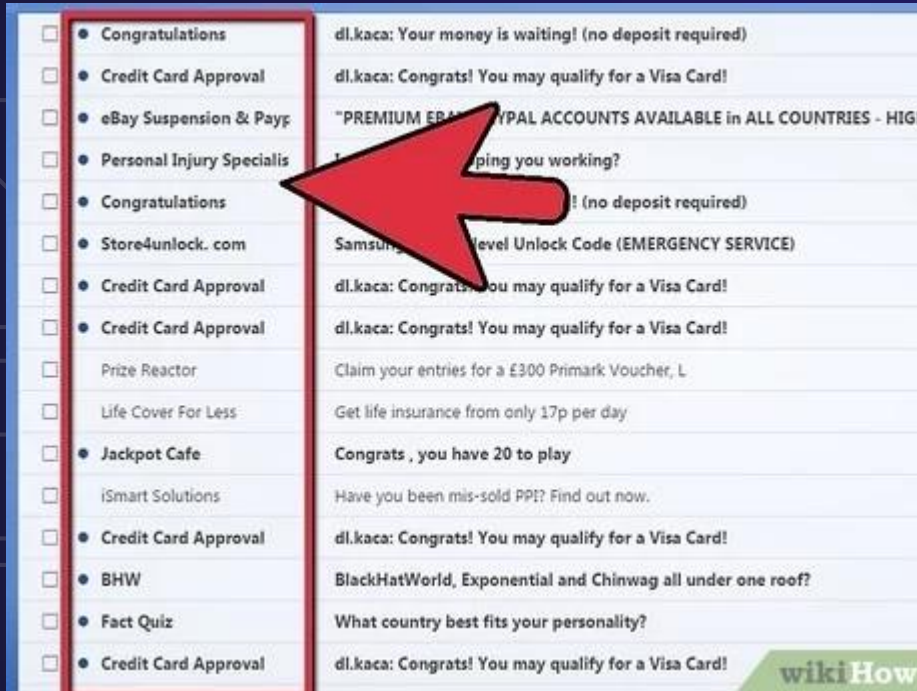 Congratulations dl.kaca: Your money is waiting! (no deposit required)
Credit Card Approval dl.kaca: Congrats! You may qualify for a Visa Card!
eBay Suspension & Payp "PREMIUM ACCOUNTS AVAILABLE in ALL COUNTRIES - HIG
Personal Injury Specialis you working?
Congratulations ! (no deposit required)
Store4unlock. com level Unlock Code (EMERGENCY SERVICE)
Credit Card Approval dl.kaca: Congrats! You may qualify for a Visa Card!
Credit Card Approval dl.kaca: Congrats! You may qualify for a Visa Card!
Prize Reactor Claim your entries for a £300 Primark Voucher, L
Life Cover For Less Get life insurance from only 17p per day
Jackpot Cafe Congrats , you have 20 to play
iSmart Solutions Have you been mis-sold PPI? Find out now.
Credit Card Approval dl.kaca: Congrats! You may qualify for a Visa Card!
BHW BlackHatWorld, Exponential and Chinwag all under one roof?
Fact Quiz What country best fits your personality?
Credit Card Approval dl.kaca: Congrats! You may qualify for a Visa Card!
wikiHow